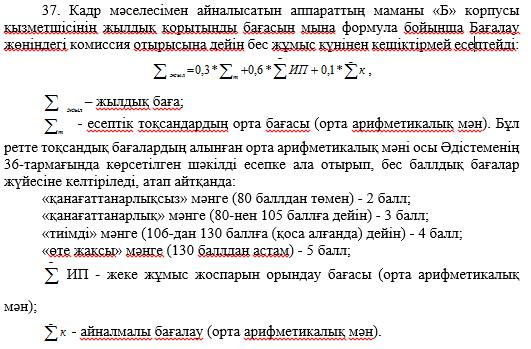 37. Кадр мәселесімен айналысатын аппараттың маманы «Б» корпусы
қызметшісінің жылдық қорытынды бағасын мына формула бойынша Бағалау
жөніндегі комиссия отырысына дейін бес жұмыс күнінен кешіктірмей есептейді:
∑жыл=0,3*∑т+0,6*∑ИП+0,1*∑к ,
∑жыл – жылдық баға;
∑т - есептік тоқсандардың орта бағасы (орта арифметикалық мән). Бұл
ретте тоқсандық бағалардың алынған орта арифметикалық мәні осы Әдістеменің
36-тармағында көрсетілген шәкілді есепке ала отырып, бес баллдық бағалар
жүйесіне келтіріледі, атап айтқанда:
«қанағаттанарлықсыз» мәнге (80 баллдан төмен) - 2 балл;
«қанағаттанарлық» мәнге (80-нен 105 баллға дейін) - 3 балл;
«тиімді» мәнге (106-дан 130 баллға (қоса алғанда) дейін) - 4 балл;
«өте жақсы» мәнге (130 баллдан астам) - 5 балл;
∑ ИП - жеке жұмыс жоспарын орындау бағасы (орта арифметикалық
мән);
∑к - айналмалы бағалау (орта арифметикалық мән).